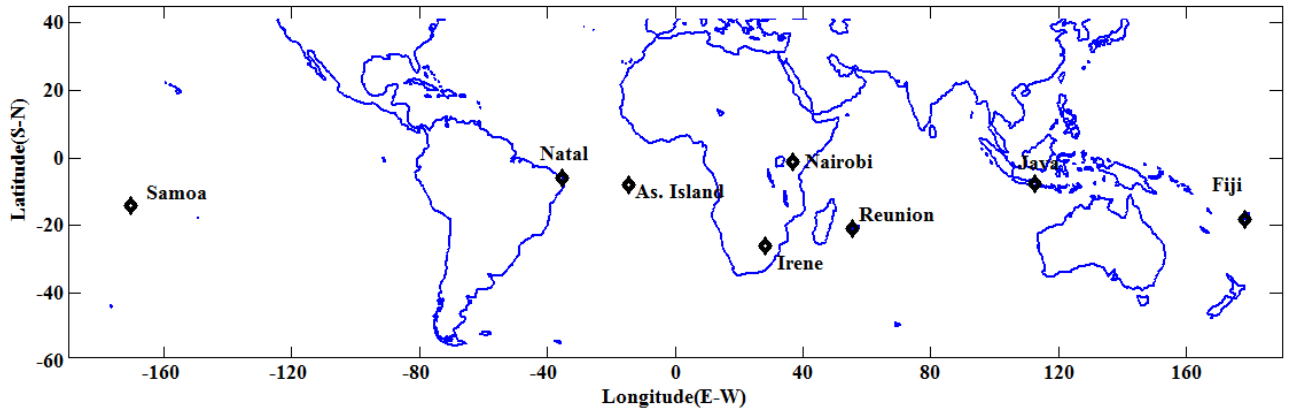 40
20
0
-20
-40
-60
Latitude(S-N)
Natal
Nairobi
Java
Samoa
As. Island
Fiji
Reunion
Irene
-160 -120 -80 -40 0 40 80 120 160
Longitude(E-W)